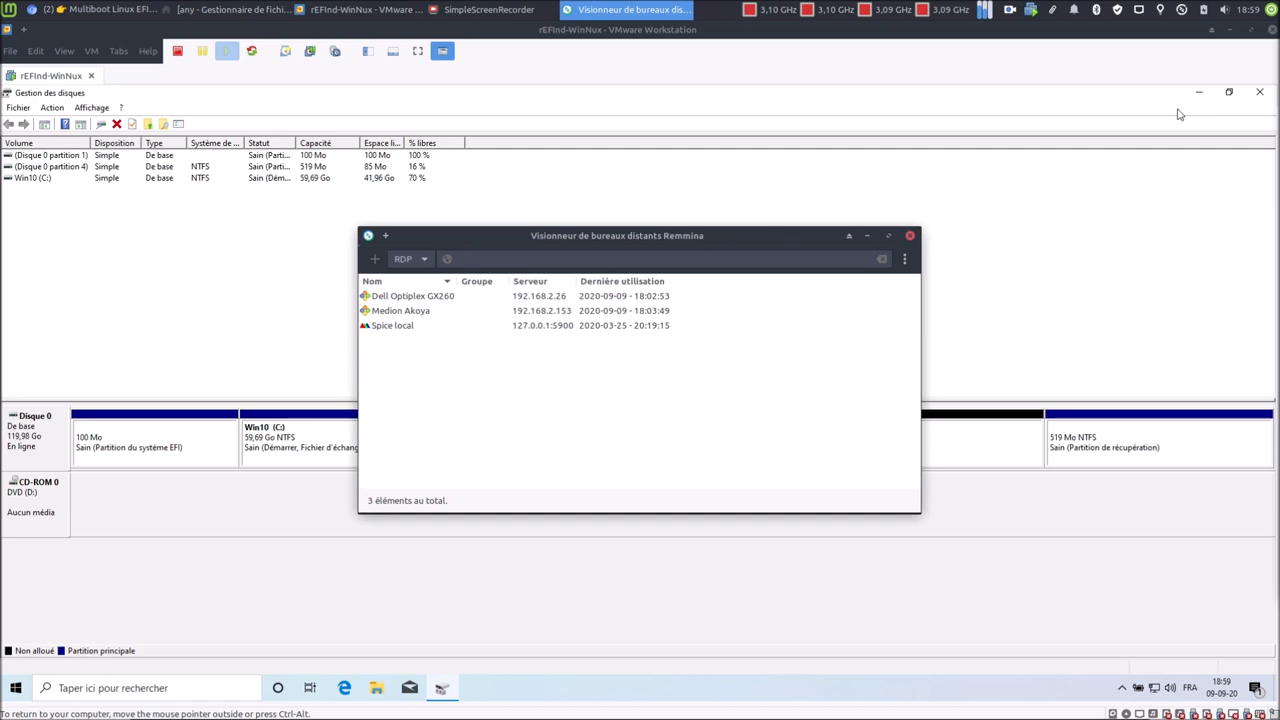 Multiboot Linux EFI...
[any - Gestionnaire de fichi...
rEFInd-WinNux - VMware ...
SimpleScreenRecorder
Visionneur de bureaux dis...
3,10 GHz
3,10 GHz
3,09 GHz
3,09 GHz
18:59
rEFInd-WinNux - VMware Workstation
File Edit View VM Tabs Help
rEFInd-WinNux
Gestion des disques
Fichier Action Affichage ?
Volume Disposition Type Système de ... Statut Capacité Espace li... % libres
(Disque 0 partition 1) Simple De base Sain (Parti... 100 Mo 100 Mo 100 %
(Disque 0 partition 4) Simple De base NTFS Sain (Parti... 519 Mo 85 Mo 16 %
Win10 (C:) Simple De base NTFS Sain (Dém... 59,69 Go 41,96 Go 70 %
Visionneur de bureaux distants Remmina
RDP
Nom Groupe Serveur Dernière utilisation
Dell Optiplex GX260 192.168.2.26 2020-09-09 - 18:02:53
Medion Akoya 192.168.2.153 2020-09-09 - 18:03:49
Spice local 127.0.0.1:5900 2020-03-25 - 20:19:15
3 éléments au total.
Disque 0
De base
119,98 Go
En ligne
100 Mo
Sain (Partition du système EFI)
Win10 (C:)
59,69 Go NTFS
Sain (Démarrer, Fichier d'échang
519 Mo NTFS
Sain (Partition de récupération)
CD-ROM 0
DVD (D:)
Aucun média
Non alloué Partition principale
Taper ici pour rechercher
FRA
18:59
09-09-20
1
To return to your computer, move the mouse pointer outside or press Ctrl-Alt.